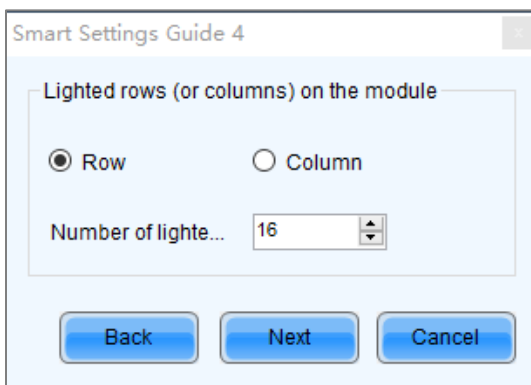 Smart Settings Guide 4
Lighted rows (or columns) on the module
Row Column
Number of lighte... 16
Back Next Cancel